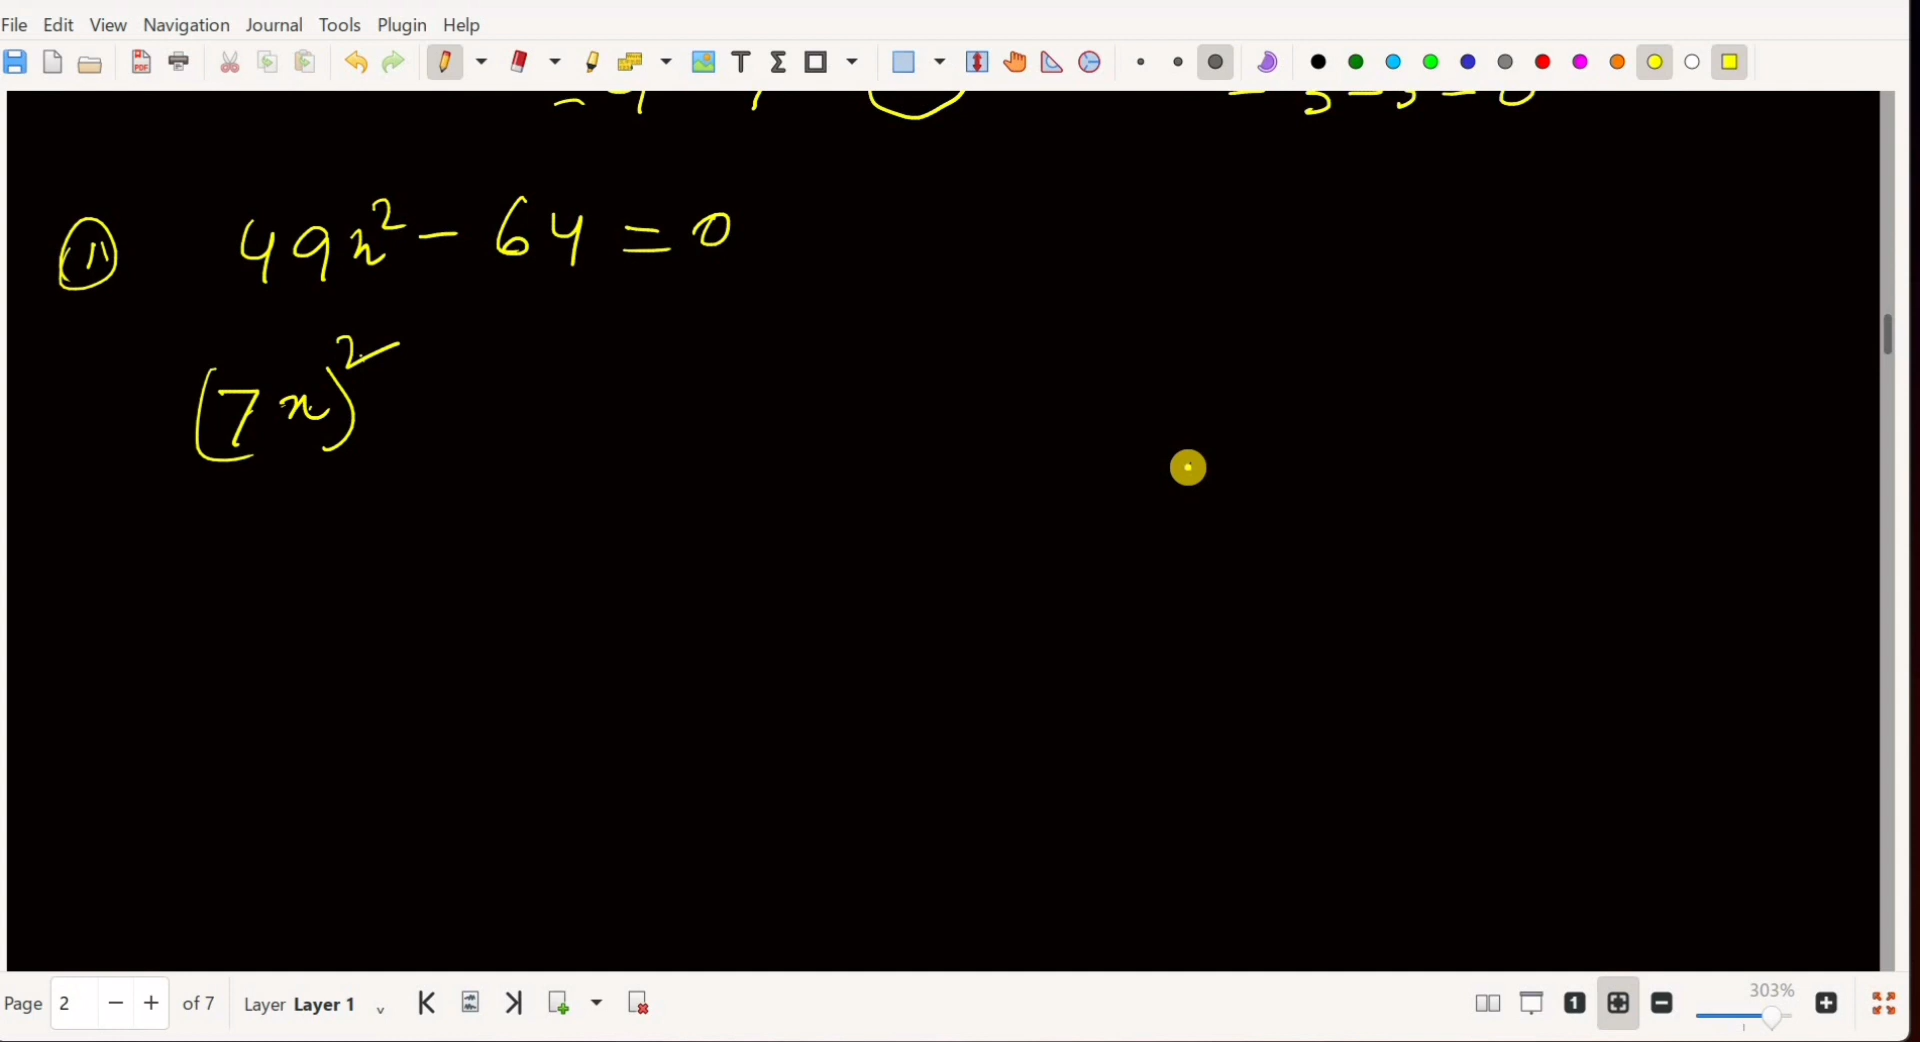 File Edit View Navigation Journal Tools Plugin Help
(ii) 49x² - 64 = 0
(7x)²
Page 2 of 7 Layer Layer 1 303%